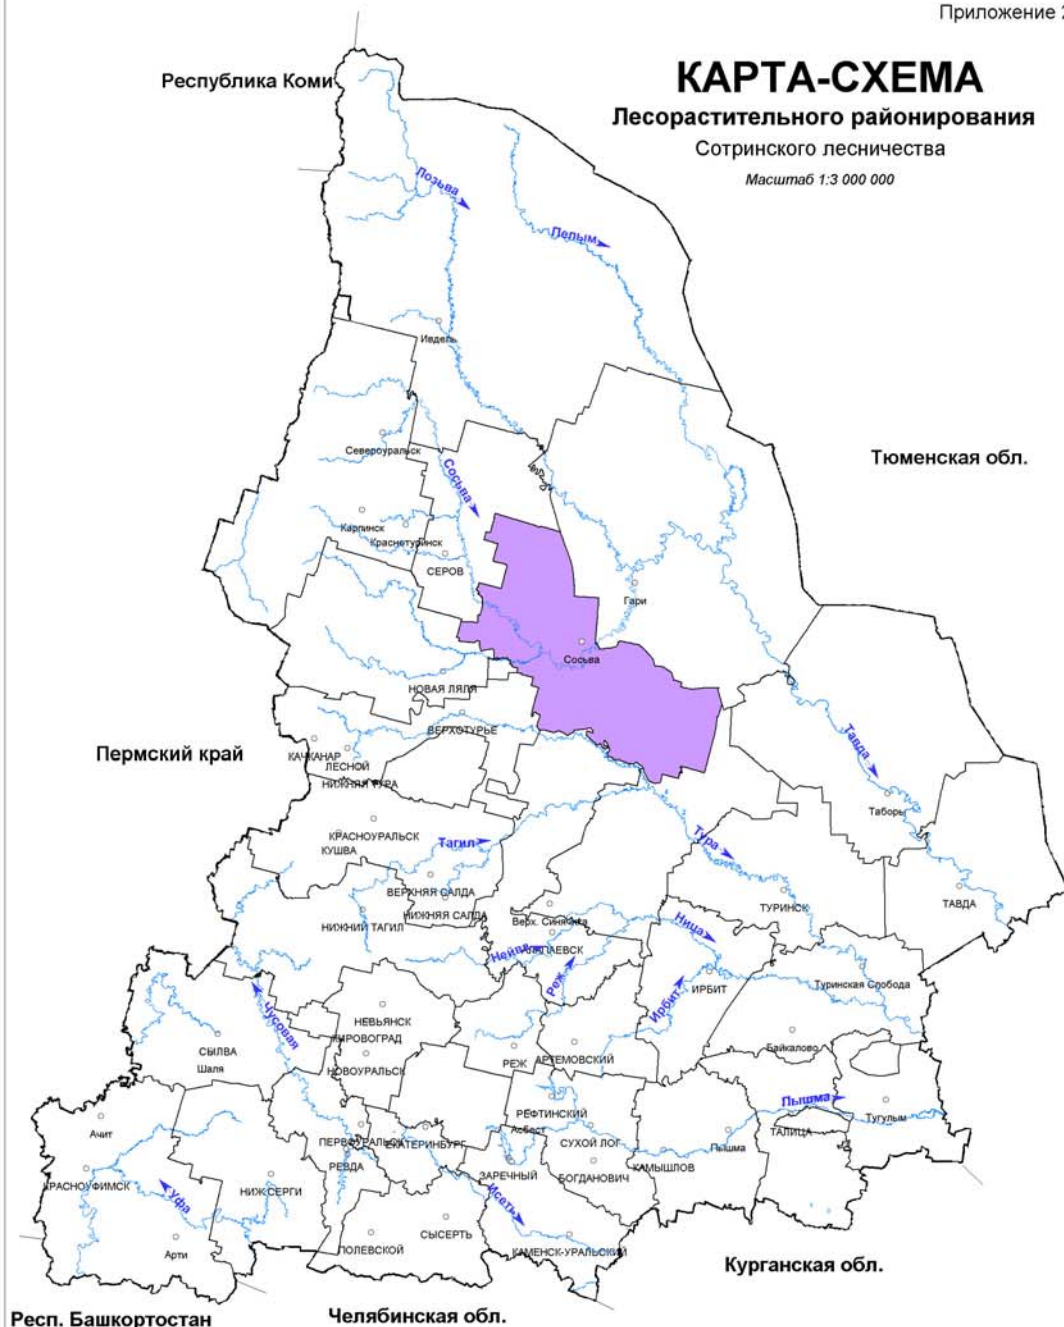 Приложение 2
КАРТА-СХЕМА
Лесорастительного районирования
Сотринского лесничества
Масштаб 1:3 000 000
Республика Коми
Лозьва
Пелым
Ивдель
Североуральск
Сосьва
Тюменская обл.
Карпинск
Краснотуринск
СЕРОВ
Гари
Сосьва
НОВАЯ ЛЯЛЯ
ВЕРХОТУРЬЕ
Пермский край
КАЧКАНАР
ЛЕСНОЙ
НИЖНЯЯ ТУРА
Тавда
Таборы
КРАСНОУРАЛЬСК
КУШВА
Тагил
Тура
ВЕРХНЯЯ САЛДА
НИЖНЯЯ САЛДА
НИЖНИЙ ТАГИЛ
ТУРИНСК
ТАВДА
Верх. Синячиха
Ница
Нейва
Реж
Ирбит
ИРБИТ
Туринская Слобода
Чусовая
НЕВЬЯНСК
КИРОВОГРАД
СЫЛВА
Шаля
НОВОУРАЛЬСК
РЕЖ
АРТЕМОВСКИЙ
Байкалово
РЕФТИНСКИЙ
Асбест
Пышма
Тугулым
Ачит
ПЕРВОУРАЛЬСК
ЕКАТЕРИНБУРГ
СУХОЙ ЛОГ
ТАЛИЦА
Пышма
РЕВДА
ЗАРЕЧНЫЙ
БОГДАНОВИЧ
КАМЫШЛОВ
КРАСНОУФИМСК
Уфа
НИЖ.СЕРГИ
Исеть
СЫСЕРТЬ
Арти
ПОЛЕВСКОЙ
КАМЕНСК-УРАЛЬСКИЙ
Курганская обл.
Респ. Башкортостан
Челябинская обл.